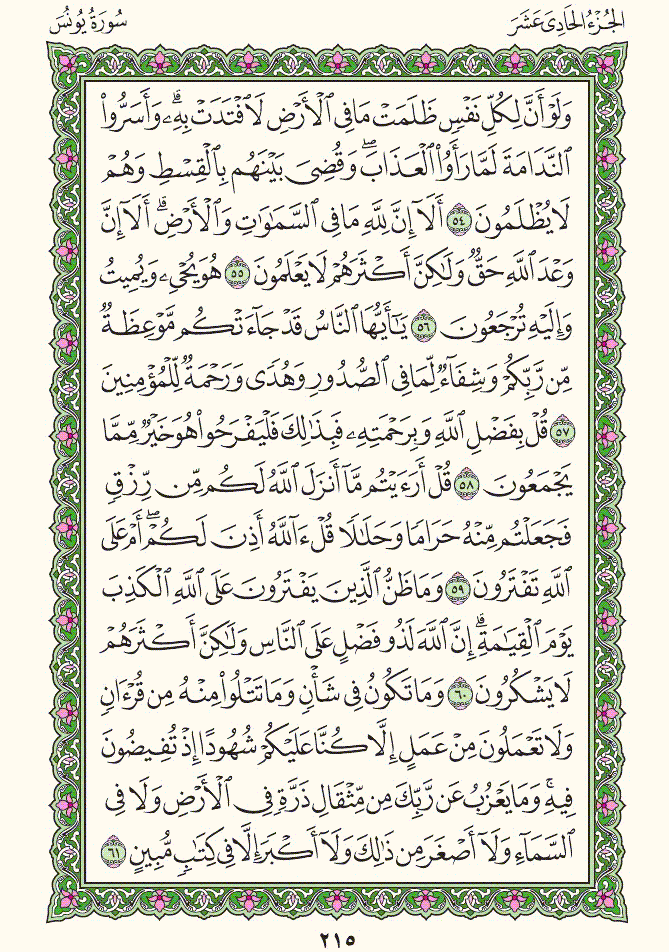 الجُزْءُ الحَادِيَ عَشَرَ
سُورَةُ يُونُسَ
وَلَوْ أَنَّ لِكُلِّ نَفْسٖ ظَلَمَتْ مَا فِي ٱلْأَرْضِ لَٱفْتَدَتْ بِهِۦۗ وَأَسَرُّواْ
ٱلنَّدَامَةَ لَمَّا رَأَوُاْ ٱلْعَذَابَۖ وَقُضِيَ بَيْنَهُم بِٱلْقِسْطِ وَهُمْ
لَا يُظْلَمُونَ ٥٤ أَلَآ إِنَّ لِلَّهِ مَا فِي ٱلسَّمَٰوَٰتِ وَٱلْأَرْضِۗ أَلَآ إِنَّ
وَعْدَ ٱللَّهِ حَقّٞ وَلَٰكِنَّ أَكْثَرَهُمْ لَا يَعْلَمُونَ ٥٥ هُوَ يُحْيِۦ وَيُمِيتُ
وَإِلَيْهِ تُرْجَعُونَ ٥٦ يَٰٓأَيُّهَا ٱلنَّاسُ قَدْ جَآءَتْكُم مَّوْعِظَةٞ
مِّن رَّبِّكُمْ وَشِفَآءٞ لِّمَا فِي ٱلصُّدُورِ وَهُدٗى وَرَحْمَةٞ لِّلْمُؤْمِنِينَ
٥٧ قُلْ بِفَضْلِ ٱللَّهِ وَبِرَحْمَتِهِۦ فَبِذَٰلِكَ فَلْيَفْرَحُواْ هُوَ خَيْرٞ مِّمَّا
يَجْمَعُونَ ٥٨ قُلْ أَرَءَيْتُم مَّآ أَنزَلَ ٱللَّهُ لَكُم مِّن رِّزْقٖ
فَجَعَلْتُم مِّنْهُ حَرَامٗا وَحَلَٰلٗا قُلْ ءَآللَّهُ أَذِنَ لَكُمْۖ أَمْ عَلَى
ٱللَّهِ تَفْتَرُونَ ٥٩ وَمَا ظَنُّ ٱلَّذِينَ يَفْتَرُونَ عَلَى ٱللَّهِ ٱلْكَذِبَ
يَوْمَ ٱلْقِيَٰمَةِۗ إِنَّ ٱللَّهَ لَذُو فَضْلٍ عَلَى ٱلنَّاسِ وَلَٰكِنَّ أَكْثَرَهُمْ
لَا يَشْكُرُونَ ٦٠ وَمَا تَكُونُ فِي شَأْنٖ وَمَا تَتْلُواْ مِنْهُ مِن قُرْءَانٖ
وَلَا تَعْمَلُونَ مِنْ عَمَلٍ إِلَّا كُنَّا عَلَيْكُمْ شُهُودًا إِذْ تُفِيضُونَ
فِيهِۚ وَمَا يَعْزُبُ عَن رَّبِّكَ مِن مِّثْقَالِ ذَرَّةٖ فِي ٱلْأَرْضِ وَلَا فِي
ٱلسَّمَآءِ وَلَآ أَصْغَرَ مِن ذَٰلِكَ وَلَآ أَكْبَرَ إِلَّا فِي كِتَٰبٖ مُّبِينٍ ٦١
٢١٥